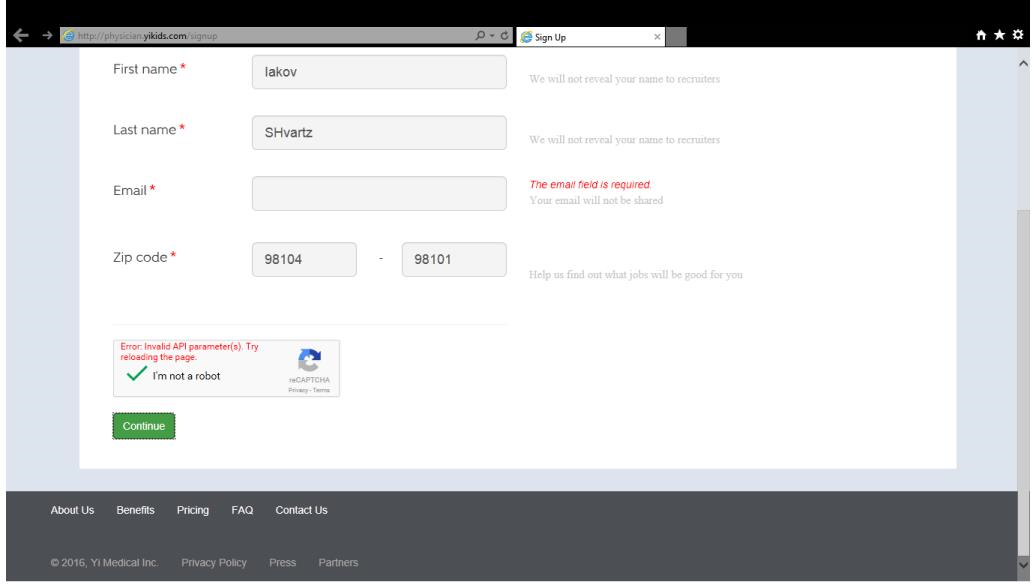 http://physician.yikids.com/signup
Sign Up
First name *
Iakov
We will not reveal your name to recruiters
Last name *
SHvartz
We will not reveal your name to recruiters
Email *
The email field is required.
Your email will not be shared
Zip code *
98104 - 98101
Help us find out what jobs will be good for you
Error: Invalid API parameter(s). Try
reloading the page.
I'm not a robot
reCAPTCHA
Privacy - Terms
Continue
About Us Benefits Pricing FAQ Contact Us
© 2016, Yi Medical Inc. Privacy Policy Press Partners